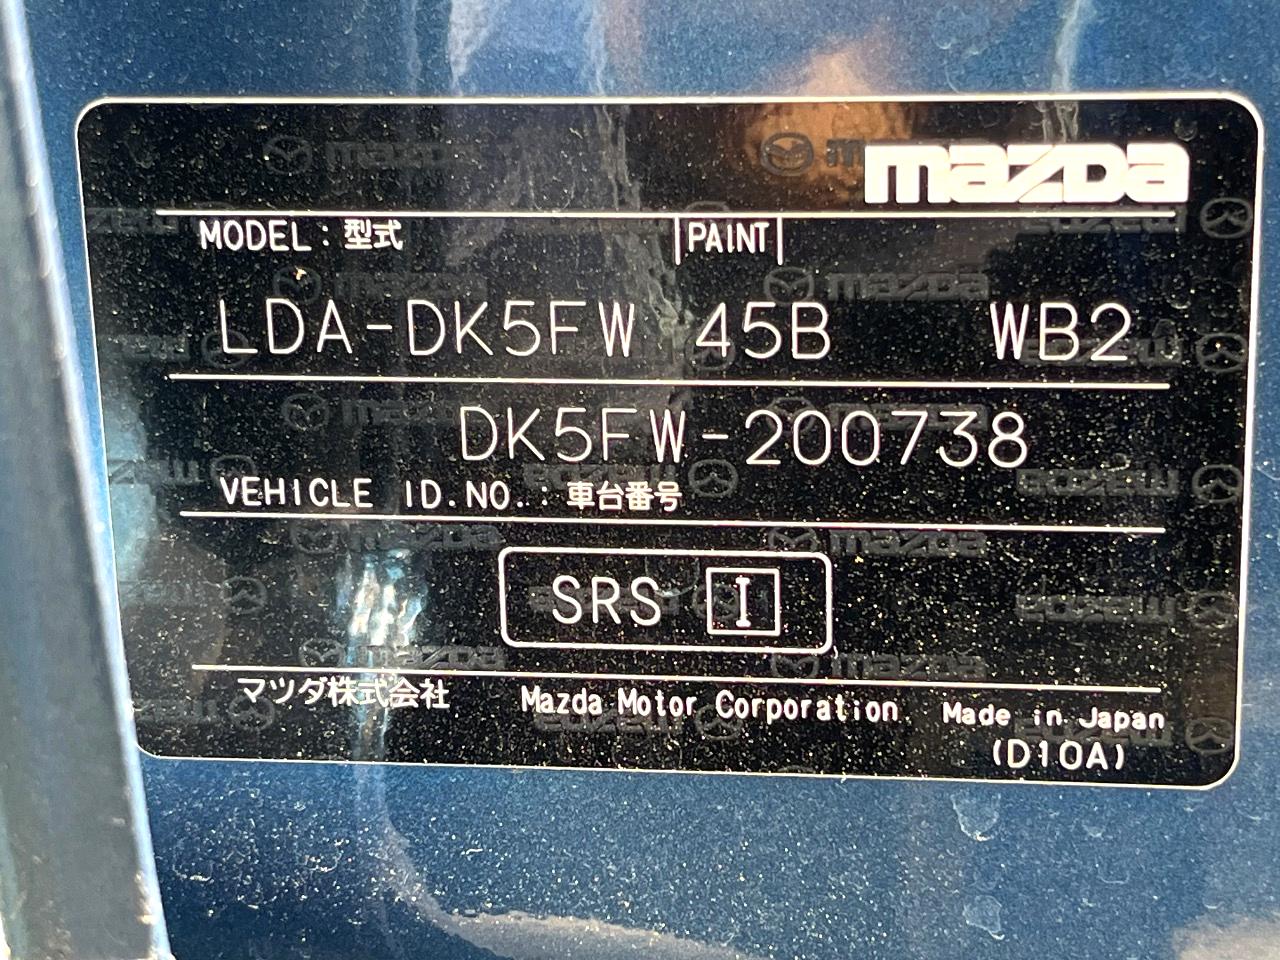 mazda
MODEL : 型式 PAINT
LDA-DK5FW 45B WB2
DK5FW-200738
VEHICLE ID.NO. : 車台番号
SRS I
マツダ株式会社 Mazda Motor Corporation Made in Japan
(D10A)